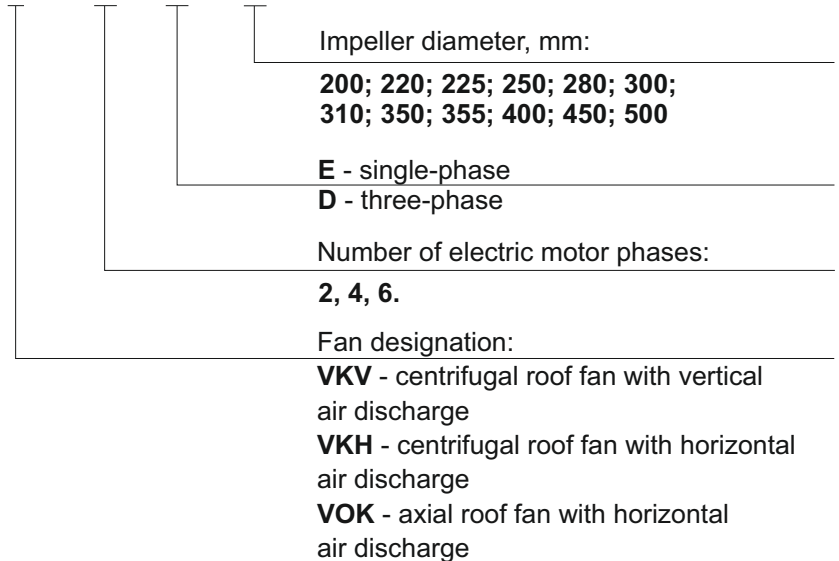 Impeller diameter, mm:
200; 220; 225; 250; 280; 300;
310; 350; 355; 400; 450; 500
E - single-phase
D - three-phase
Number of electric motor phases:
2, 4, 6.
Fan designation:
VKV - centrifugal roof fan with vertical
air discharge
VKH - centrifugal roof fan with horizontal
air discharge
VOK - axial roof fan with horizontal
air discharge